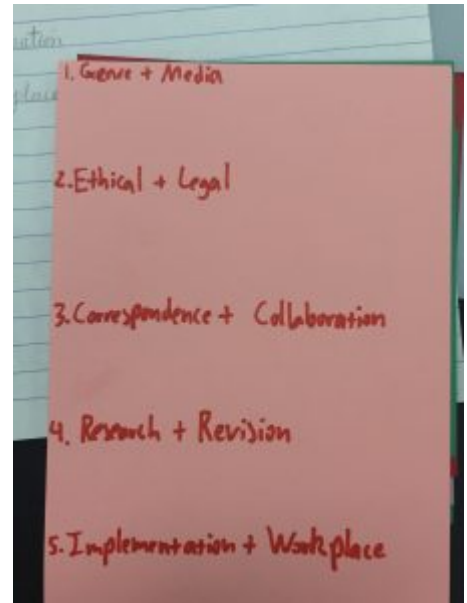 1. Genre + Media
2. Ethical + Legal
3. Correspondence + Collaboration
4. Research + Revision
5. Implementation + Workplace